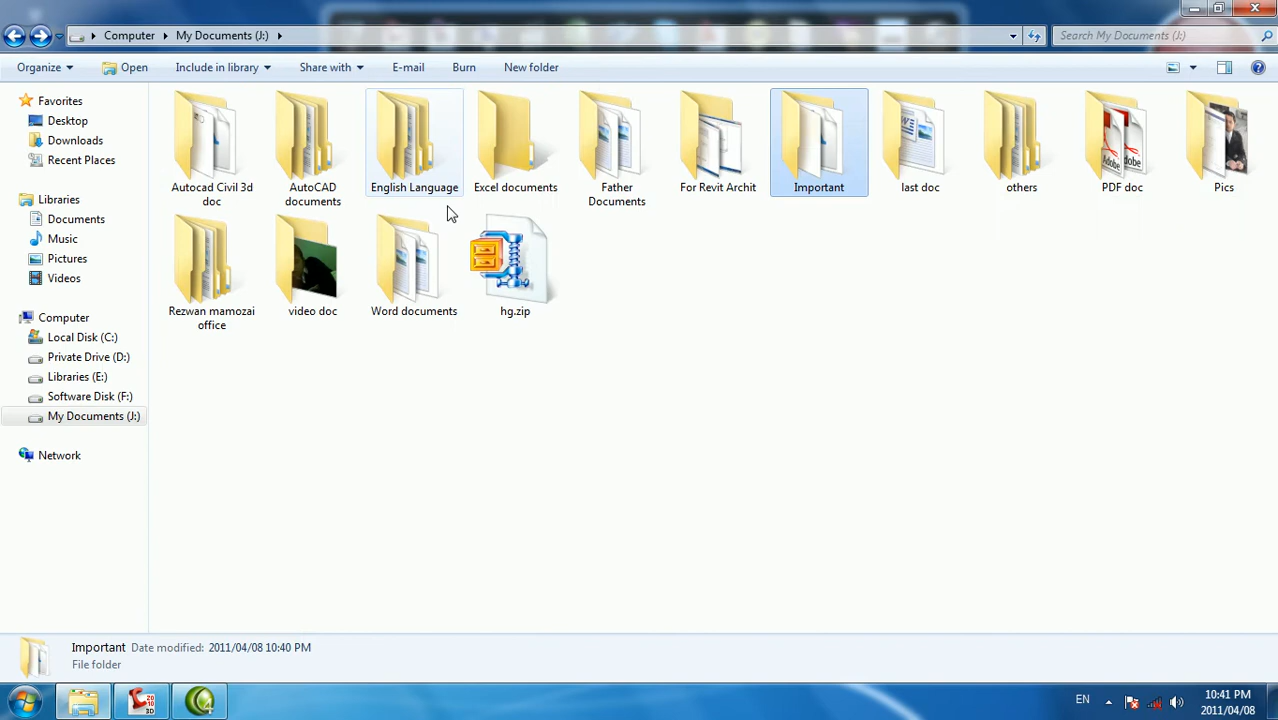 Computer
My Documents (J:)
Search My Documents (J:)
Organize
Open
Include in library
Share with
E-mail
Burn
New folder
Favorites
Desktop
Downloads
Recent Places
Libraries
Documents
Music
Pictures
Videos
Computer
Local Disk (C:)
Private Drive (D:)
Libraries (E:)
Software Disk (F:)
My Documents (J:)
Network
Autocad Civil 3d
doc
AutoCAD
documents
English Language
Excel documents
Father
Documents
For Revit Archit
Important
last doc
others
PDF doc
Adobe
Adobe
Pics
Rezwan mamozai
office
video doc
Word documents
hg.zip
Important
Date modified: 2011/04/08 10:40 PM
File folder
EN
10:41 PM
2011/04/08